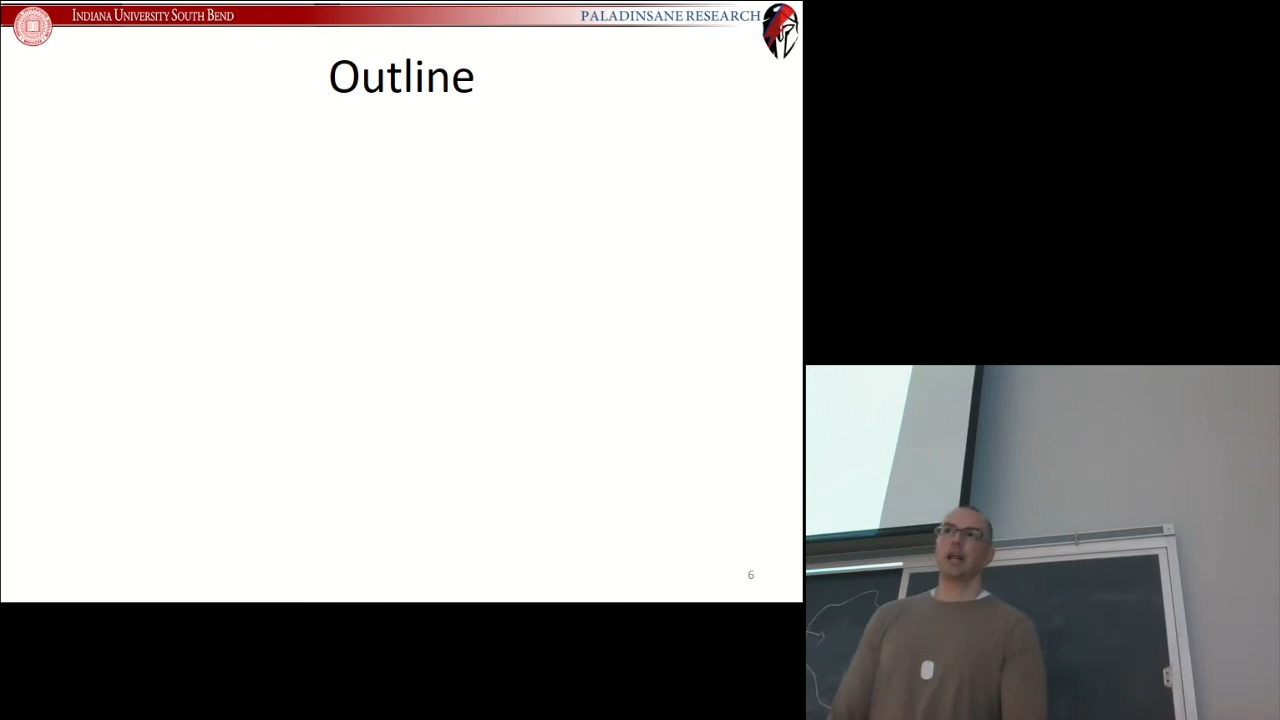 INDIANA UNIVERSITY SOUTH BEND
PALADINSANE RESEARCH
Outline
6